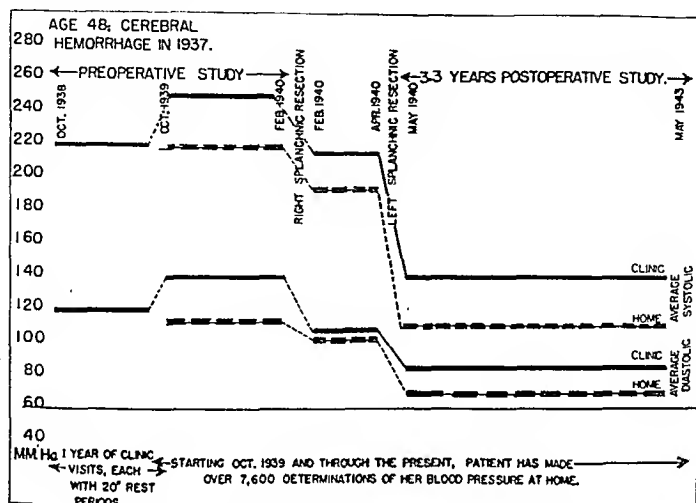 AGE 48; CEREBRAL
HEMORRHAGE IN 1937.
280
260
240
220
200
180
160
140
120
100
80
60
40
MM.Hg
PREOPERATIVE STUDY
3.3 YEARS POSTOPERATIVE STUDY.
OCT. 1938
OCT. 1939
FEB. 1940
RIGHT SPLANCHNIC RESECTION
FEB. 1940
APR. 1940
LEFT SPLANCHNIC RESECTION
MAY 1940
MAY 1943
CLINIC
HOME
AVERAGE SYSTOLIC
CLINIC
HOME
AVERAGE DIASTOLIC
1 YEAR OF CLINIC
VISITS, EACH
WITH 20" REST
PERIODS
STARTING OCT. 1939 AND THROUGH THE PRESENT, PATIENT HAS MADE
OVER 7,600 DETERMINATIONS OF HER BLOOD PRESSURE AT HOME.